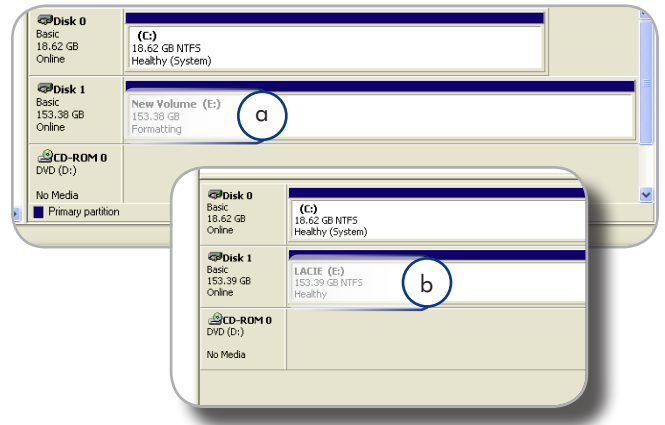 Disk 0
Basic
18.62 GB
Online
(C:)
18.62 GB NTFS
Healthy (System)
Disk 1
Basic
153.38 GB
Online
New Volume (E:)
153.38 GB
Formatting
a
CD-ROM 0
DVD (D:)
No Media
Primary partition
Disk 0
Basic
18.62 GB
Online
(C:)
18.62 GB NTFS
Healthy (System)
Disk 1
Basic
153.39 GB
Online
LACIE (E:)
153.39 GB NTFS
Healthy
b
CD-ROM 0
DVD (D:)
No Media